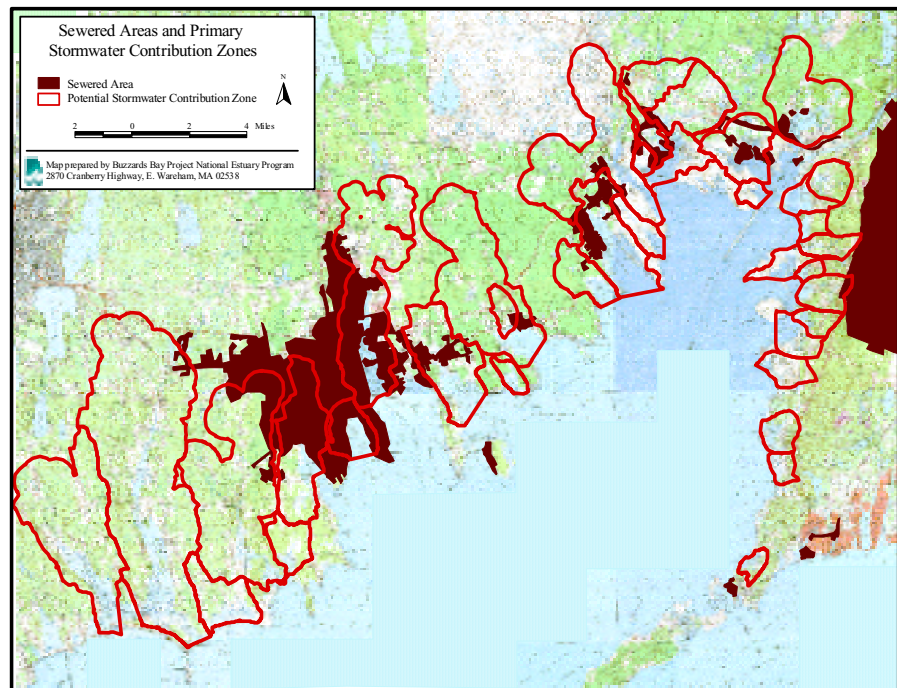 Sewered Areas and Primary
Stormwater Contribution Zones
Sewered Area
Potential Stormwater Contribution Zone
N
2 0 2 4 Miles
Map prepared by Buzzards Bay Project National Estuary Program
2870 Cranberry Highway, E. Wareham, MA 02538